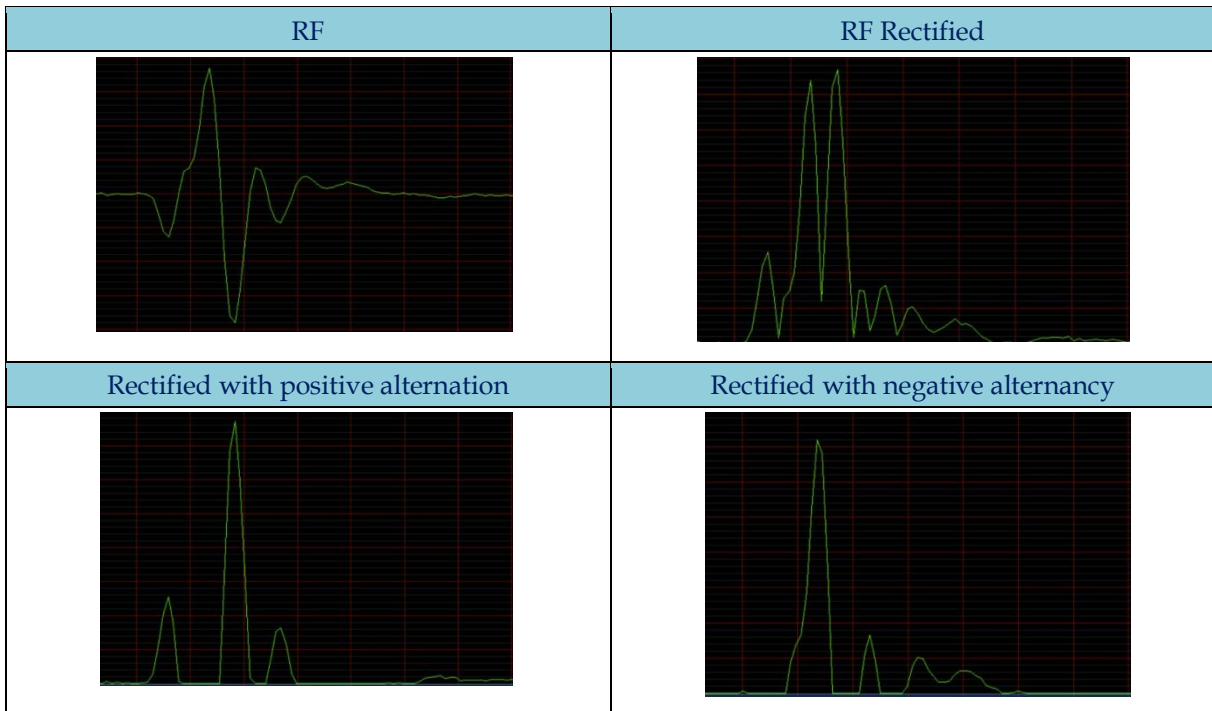 RF
RF Rectified
Rectified with positive alternation
Rectified with negative alternancy